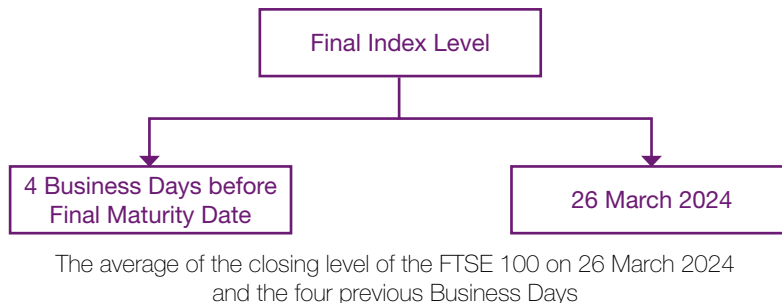 Final Index Level
4 Business Days before
Final Maturity Date
26 March 2024
The average of the closing level of the FTSE 100 on 26 March 2024
and the four previous Business Days